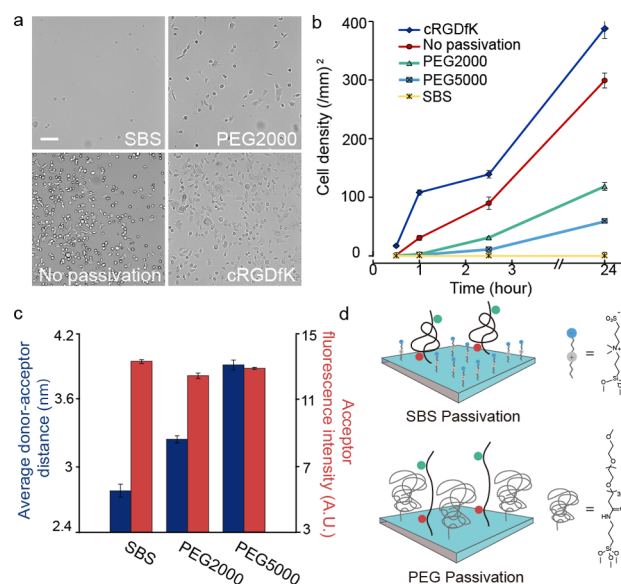 a
SBS
PEG2000
No passivation
cRGDfK
b
cRGDfK
No passivation
PEG2000
PEG5000
SBS
Cell density (/mm)²
400
300
200
100
0
0
1
2
3
24
Time (hour)
c
Average donor-acceptor
distance (nm)
4.2
3.6
3
2.4
15
11
7
3
Acceptor
fluorescence intensity (A.U.)
SBS
PEG2000
PEG5000
d
SBS Passivation
=
PEG Passivation
=